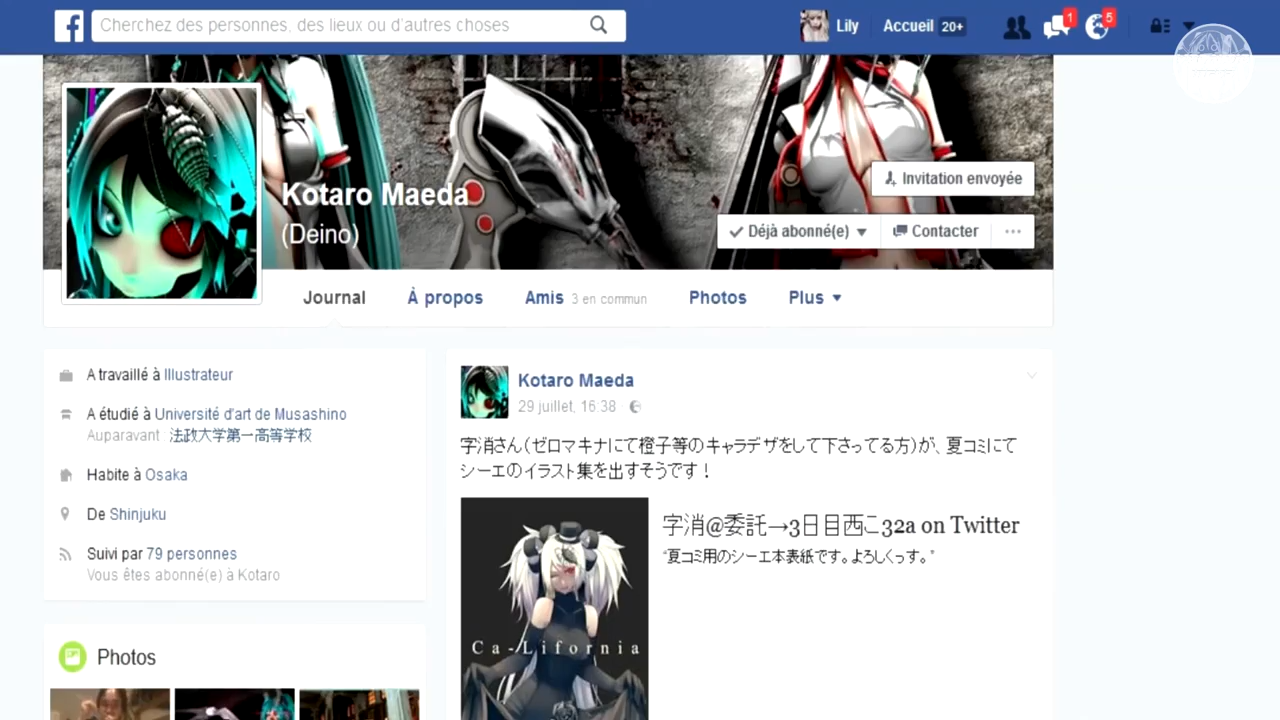 Cherchez des personnes, des lieux ou d'autres choses
Lily
Accueil 20+
1
5
Kotaro Maeda
(Deino)
Invitation envoyée
Déjà abonné(e)
Contacter
Journal
À propos
Amis 3 en commun
Photos
Plus
A travaillé à Illustrateur
A étudié à Université d'art de Musashino
Auparavant : 法政大学第一高等学校
Habite à Osaka
De Shinjuku
Suivi par 79 personnes
Vous êtes abonné(e) à Kotaro
Photos
Kotaro Maeda
29 juillet, 16:38
字消さん(ゼロマキナにて橙子等のキャラデザをして下さってる方)が、夏コミにて
シーエのイラスト集を出すそうです!
字消@委託→3日目西こ32a on Twitter
“夏コミ用のシーエ本表紙です。よろしくっす。”
Ca-Lifornia